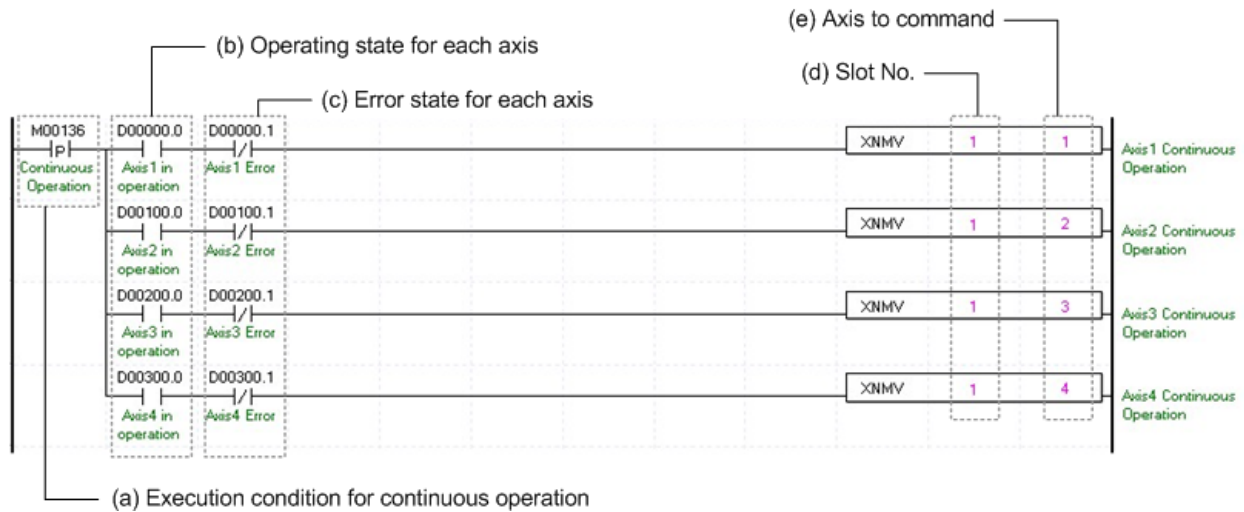 (e) Axis to command
(b) Operating state for each axis
(d) Slot No.
(c) Error state for each axis
M00136 D00000.0 D00000.1
P
XNMV 1 1
Continuous Operation
Axis1 in operation
Axis1 Error
Axis1 Continuous Operation
D00100.0 D00100.1
XNMV 1 2
Axis2 in operation
Axis2 Error
Axis2 Continuous Operation
D00200.0 D00200.1
XNMV 1 3
Axis3 in operation
Axis3 Error
Axis3 Continuous Operation
D00300.0 D00300.1
XNMV 1 4
Axis4 in operation
Axis4 Error
Axis4 Continuous Operation
(a) Execution condition for continuous operation